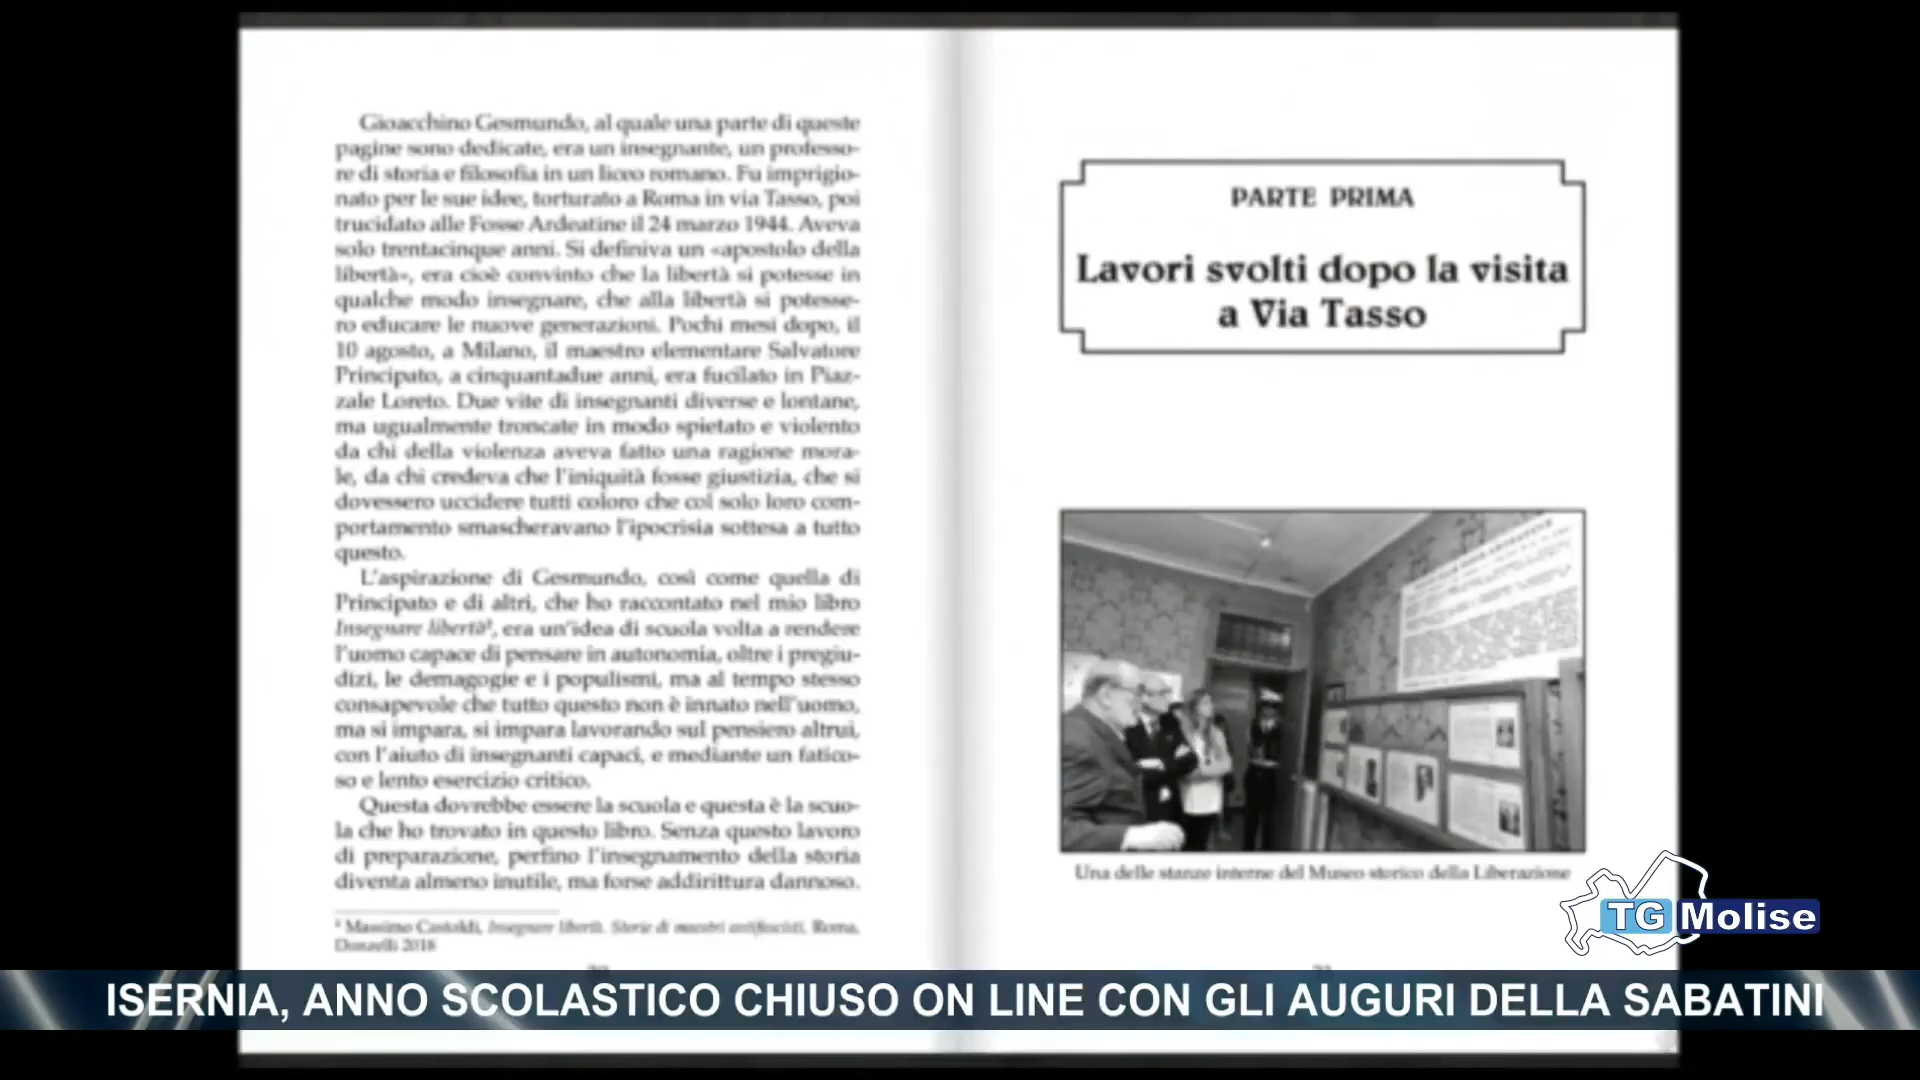 Gioacchino Gesmundo, al quale una parte di queste
pagine sono dedicate, era un insegnante, un professo-
re di storia e filosofia in un liceo romano. Fu imprigio-
nato per le sue idee, torturato a Roma in via Tasso, poi
trucidato alle Fosse Ardeatine il 24 marzo 1944. Aveva
solo trentacinque anni. Si definiva un «apostolo della
libertà», era cioè convinto che la libertà si potesse in
qualche modo insegnare, che alla libertà si potesse-
ro educare le nuove generazioni. Pochi mesi dopo, il
10 agosto, a Milano, il maestro elementare Salvatore
Principato, a cinquantadue anni, era fucilato in Piaz-
zale Loreto. Due vite di insegnanti diverse e lontane,
ma ugualmente troncate in modo spietato e violento
da chi della violenza aveva fatto una ragione mora-
le, da chi credeva che l'iniquità fosse giustizia, che si
dovessero uccidere tutti coloro che col solo loro com-
portamento smascheravano l'ipocrisia sottesa a tutto
questo.
L'aspirazione di Gesmundo, così come quella di
Principato e di altri, che ho raccontato nel mio libro
Insegnare libertà², era un'idea di scuola volta a rendere
l'uomo capace di pensare in autonomia, oltre i pregiu-
dizi, le demagogie e i populismi, ma al tempo stesso
consapevole che tutto questo non è innato nell'uomo,
ma si impara, si impara lavorando sul pensiero altrui,
con l'aiuto di insegnanti capaci, e mediante un fatico-
so e lento esercizio critico.
Questa dovrebbe essere la scuola e questa è la scuo-
la che ho trovato in questo libro. Senza questo lavoro
di preparazione, perfino l'insegnamento della storia
diventa almeno inutile, ma forse addirittura dannoso.
² Massimo Castoldi, Insegnare libertà. Storie di maestri antifascisti, Roma,
Donzelli 2018
PARTE PRIMA
Lavori svolti dopo la visita
a Via Tasso
Una delle stanze interne del Museo storico della Liberazione
TG Molise
ISERNIA, ANNO SCOLASTICO CHIUSO ON LINE CON GLI AUGURI DELLA SABATINI